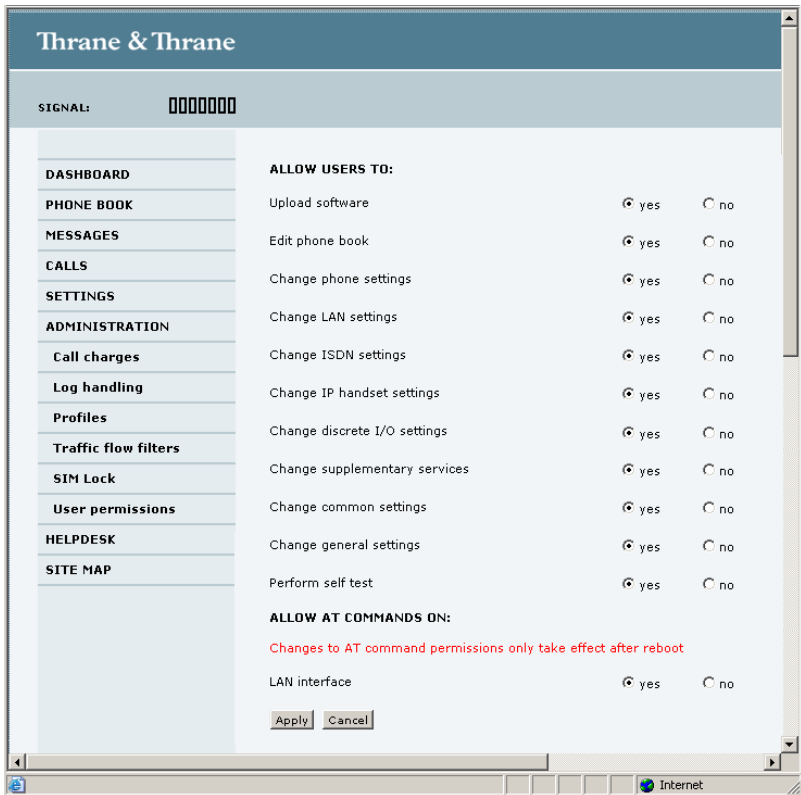 Thrane & Thrane
SIGNAL:
DASHBOARD
PHONE BOOK
MESSAGES
CALLS
SETTINGS
ADMINISTRATION
Call charges
Log handling
Profiles
Traffic flow filters
SIM Lock
User permissions
HELPDESK
SITE MAP
ALLOW USERS TO:
Upload software yes no
Edit phone book yes no
Change phone settings yes no
Change LAN settings yes no
Change ISDN settings yes no
Change IP handset settings yes no
Change discrete I/O settings yes no
Change supplementary services yes no
Change common settings yes no
Change general settings yes no
Perform self test yes no
ALLOW AT COMMANDS ON:
Changes to AT command permissions only take effect after reboot
LAN interface yes no
Apply Cancel
Internet